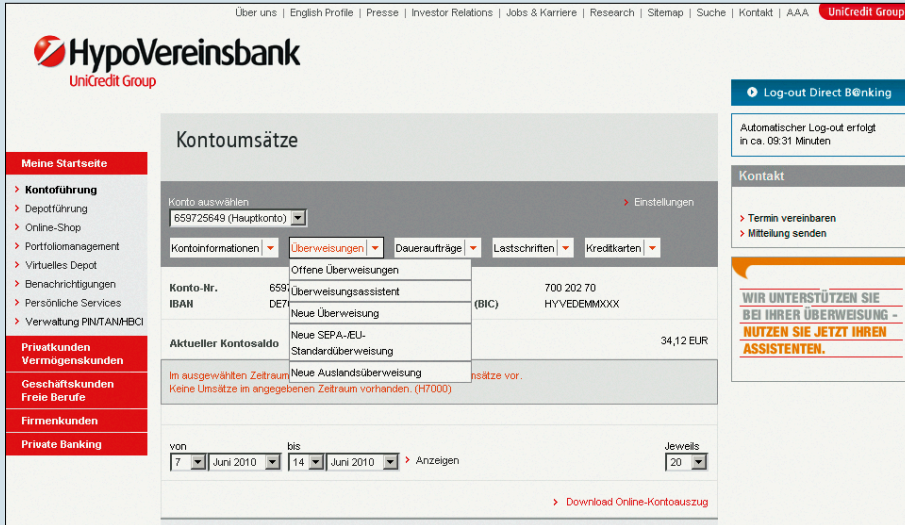 Über uns | English Profile | Presse | Investor Relations | Jobs & Karriere | Research | Sitemap | Suche | Kontakt | AAA UniCredit Group
HypoVereinsbank
UniCredit Group
Log-out Direct B@nking
Automatischer Log-out erfolgt
in ca. 09:31 Minuten
Kontakt
Termin vereinbaren
Mitteilung senden
WIR UNTERSTÜTZEN SIE
BEI IHRER ÜBERWEISUNG -
NUTZEN SIE JETZT IHREN
ASSISTENTEN.
Meine Startseite
Kontoführung
Depotführung
Online-Shop
Portfoliomanagement
Virtuelles Depot
Benachrichtigungen
Persönliche Services
Verwaltung PIN/TAN/HBCI
Privatkunden
Vermögenskunden
Geschäftskunden
Freie Berufe
Firmenkunden
Private Banking
Kontoumsätze
Konto auswählen
Einstellungen
659725649 (Hauptkonto)
Kontoinformationen Überweisungen Daueraufträge Lastschriften Kreditkarten
Offene Überweisungen
Überweisungsassistent
Neue Überweisung
Neue SEPA-/EU-
Standardüberweisung
Neue Auslandsüberweisung
Konto-Nr. 6597 700 202 70
IBAN DE70 (BIC) HYVEDEMMXXX
Aktueller Kontosaldo 34,12 EUR
Im ausgewählten Zeitraum nsätze vor.
Keine Umsätze im angegebenen Zeitraum vorhanden. (H7000)
von bis Jeweils
7 Juni 2010 14 Juni 2010 Anzeigen 20
Download Online-Kontoauszug